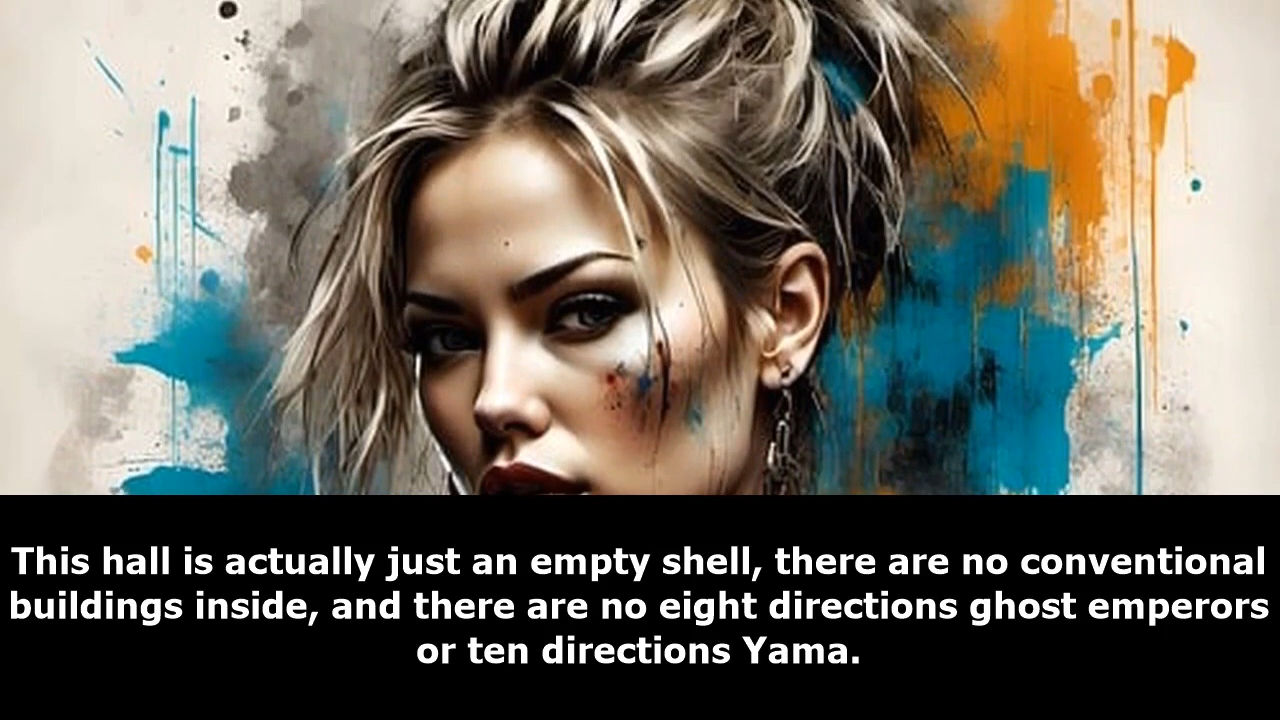 This hall is actually just an empty shell, there are no conventional
buildings inside, and there are no eight directions ghost emperors
or ten directions Yama.